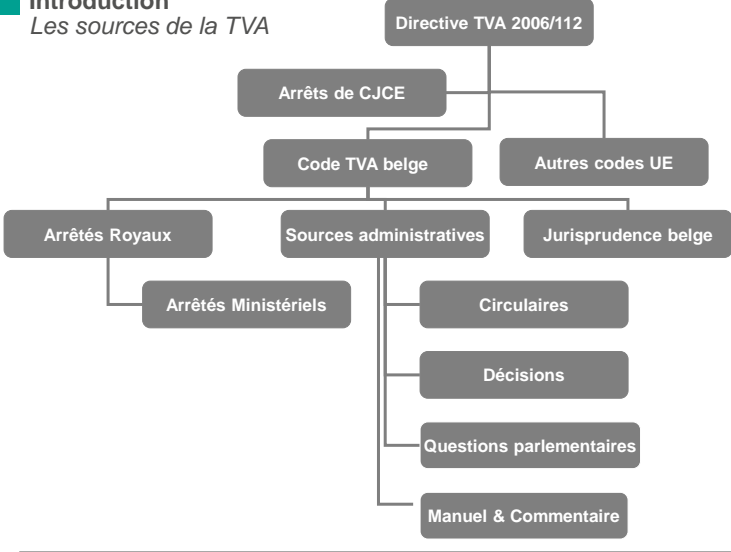 Introduction
Les sources de la TVA
Directive TVA 2006/112
Arrêts de CJCE
Code TVA belge
Autres codes UE
Arrêtés Royaux
Sources administratives
Jurisprudence belge
Arrêtés Ministériels
Circulaires
Décisions
Questions parlementaires
Manuel & Commentaire